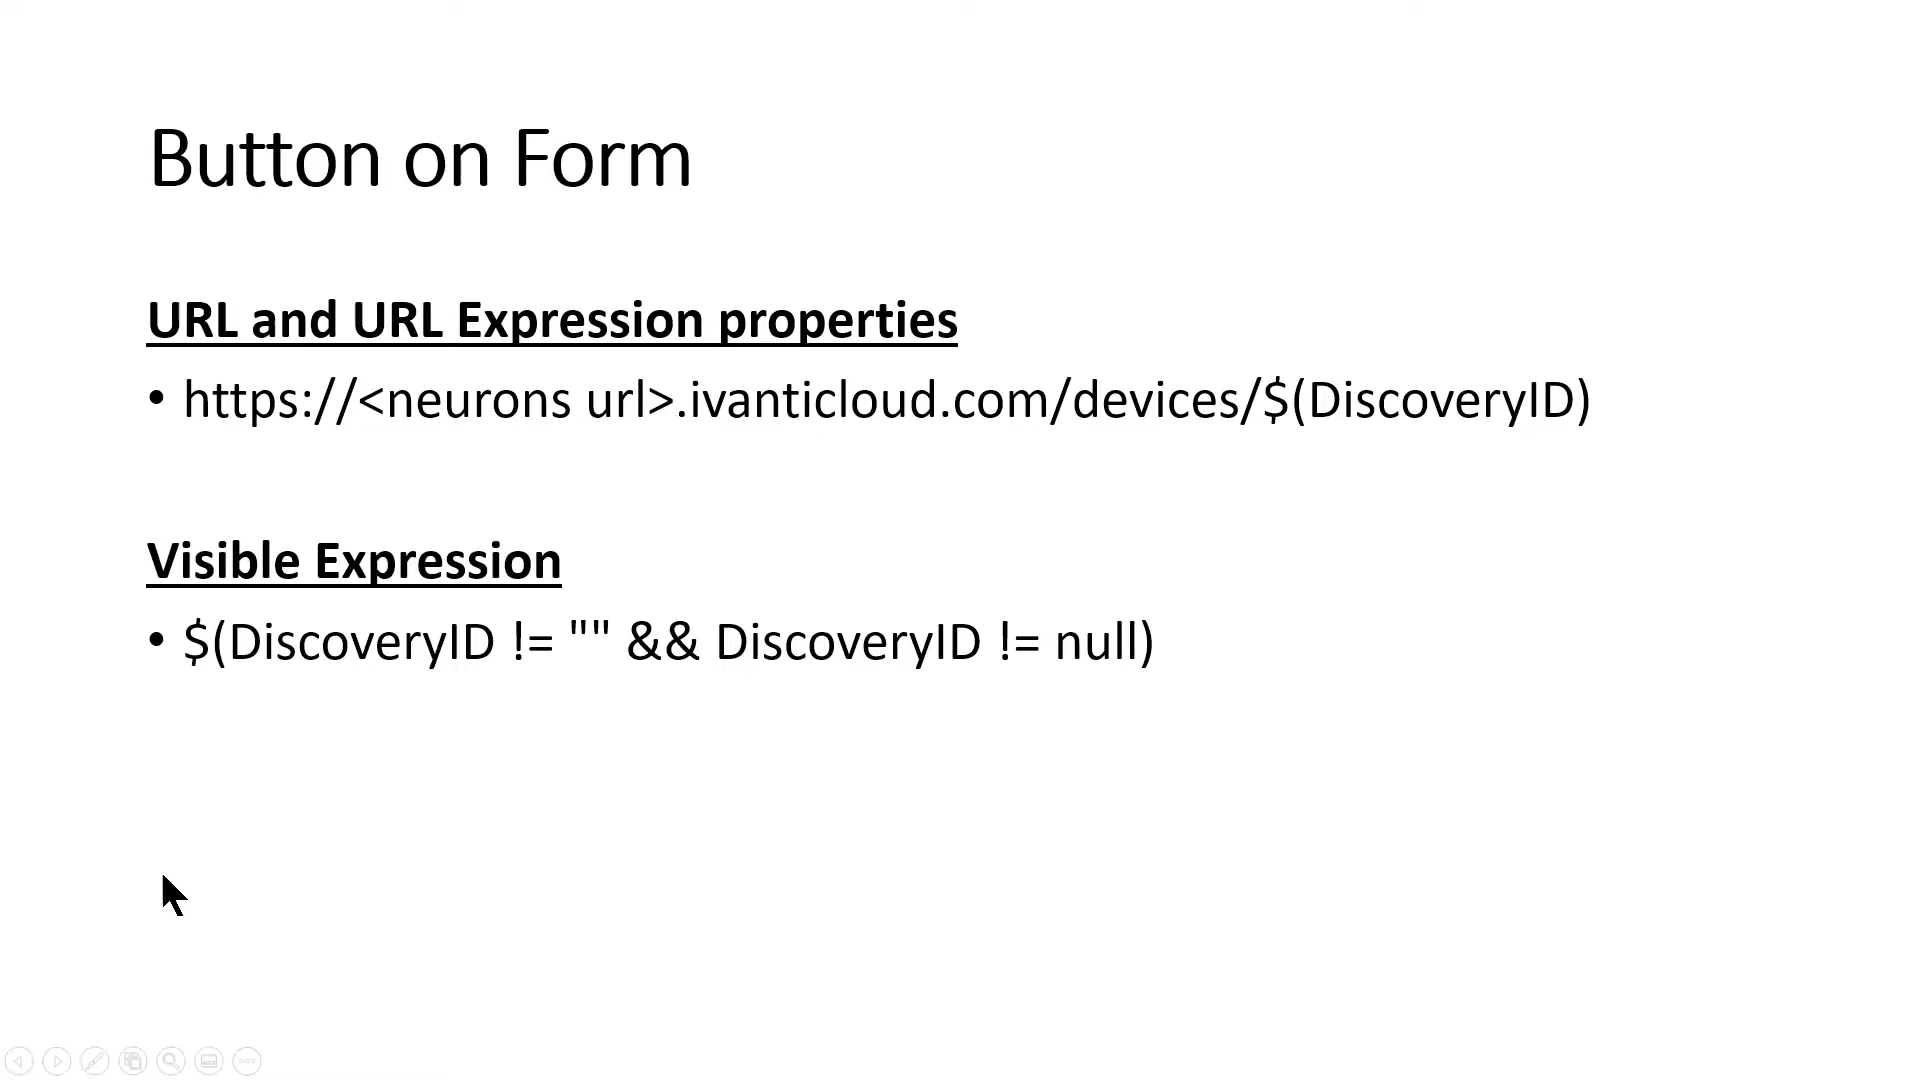 Button on Form
URL and URL Expression properties
• https://<neurons url>.ivanticloud.com/devices/$(DiscoveryID)
Visible Expression
• $(DiscoveryID != "" && DiscoveryID != null)